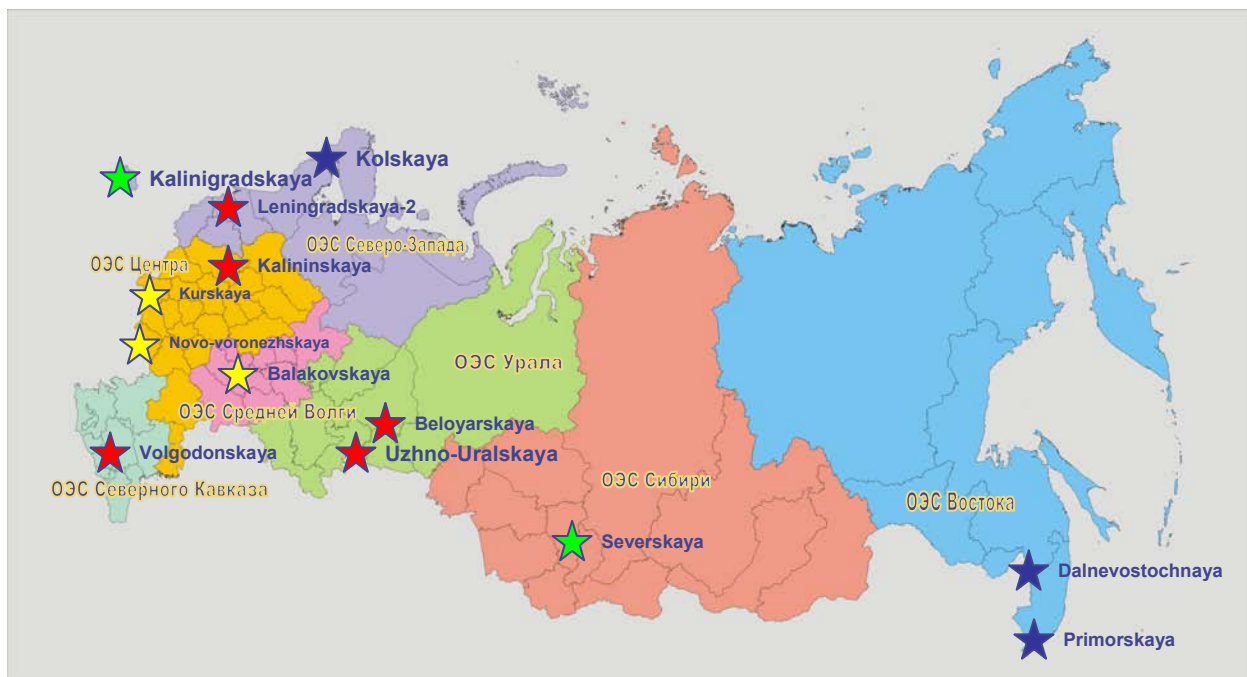 Kolskaya
Kalinigradskaya
Leningradskaya-2
ОЭС Северо-Запада
ОЭС Центра
Kalininskaya
Kurskaya
Novo-voronezhskaya
ОЭС Урала
Balakovskaya
ОЭС Средней Волги
Beloyarskaya
Volgodonskaya
Uzhno-Uralskaya
ОЭС Северного Кавказа
ОЭС Сибири
ОЭС Востока
Severskaya
Dalnevostochnaya
Primorskaya